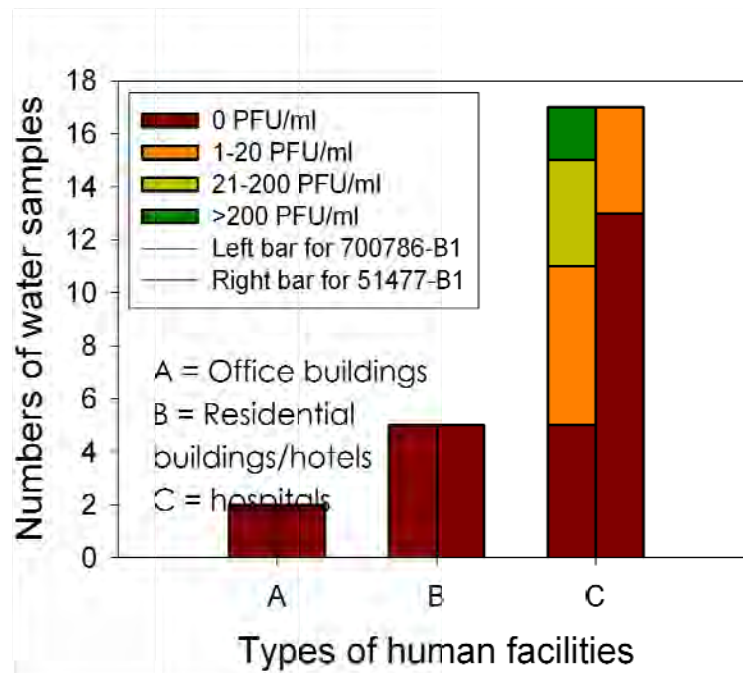 18
16
14
12
10
8
6
4
2
0
Numbers of water samples
0 PFU/ml
1-20 PFU/ml
21-200 PFU/ml
>200 PFU/ml
Left bar for 700786-B1
Right bar for 51477-B1
A = Office buildings
B = Residential
buildings/hotels
C = hospitals
A B C
Types of human facilities